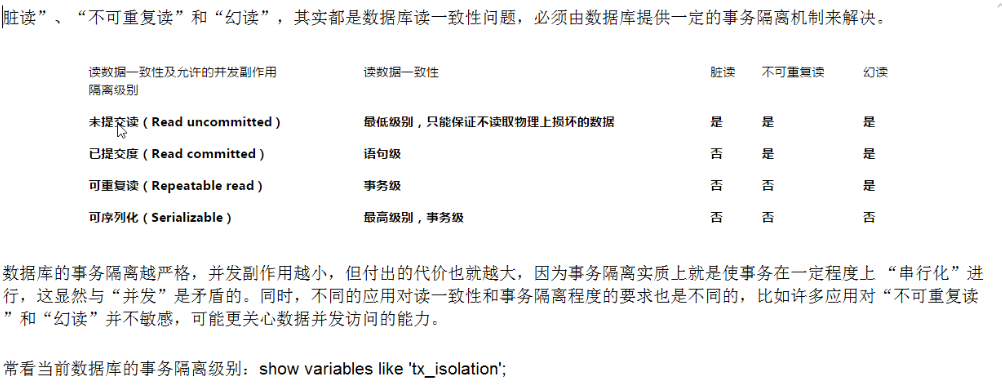 脏读”、“不可重复读”和“幻读”，其实都是数据库读一致性问题，必须由数据库提供一定的事务隔离机制来解决。
读数据一致性及允许的并发副作用 读数据一致性 脏读 不可重复读 幻读
隔离级别
未提交读（Read uncommitted） 最低级别，只能保证不读取物理上损坏的数据 是 是 是
已提交度（Read committed） 语句级 否 是 是
可重复读（Repeatable read） 事务级 否 否 是
可序列化（Serializable） 最高级别，事务级 否 否 否
数据库的事务隔离越严格，并发副作用越小，但付出的代价也就越大，因为事务隔离实质上就是使事务在一定程度上 “串行化”进
行，这显然与“并发”是矛盾的。同时，不同的应用对读一致性和事务隔离程度的要求也是不同的，比如许多应用对“不可重复读
”和“幻读”并不敏感，可能更关心数据并发访问的能力。
常看当前数据库的事务隔离级别：show variables like 'tx_isolation';